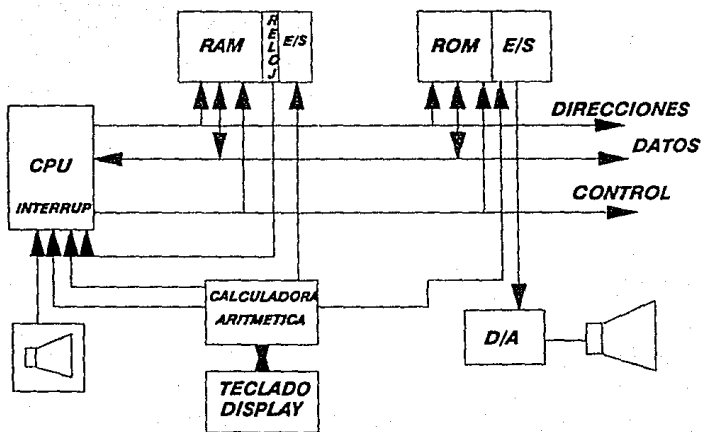 RAM
RELOJ
E/S
ROM
E/S
DIRECCIONES
DATOS
CONTROL
CPU
INTERRUP
CALCULADORA
ARITMETICA
D/A
TECLADO
DISPLAY